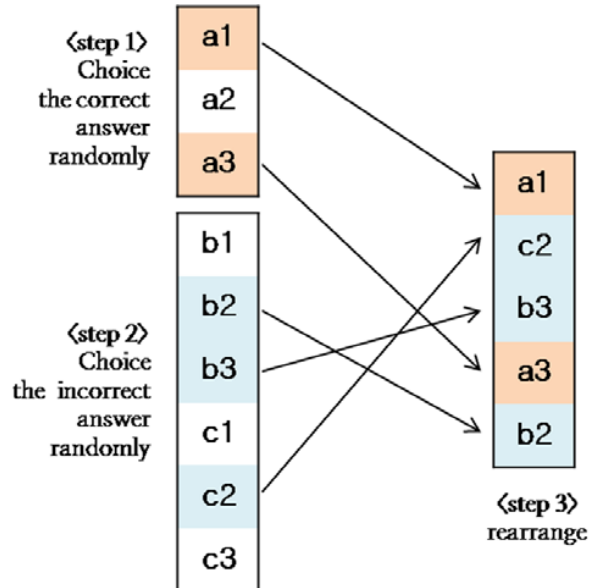 〈step 1〉
Choice
the correct
answer
randomly
a1
a2
a3
〈step 2〉
Choice
the incorrect
answer
randomly
b1
b2
b3
c1
c2
c3
a1
c2
b3
a3
b2
〈step 3〉
rearrange